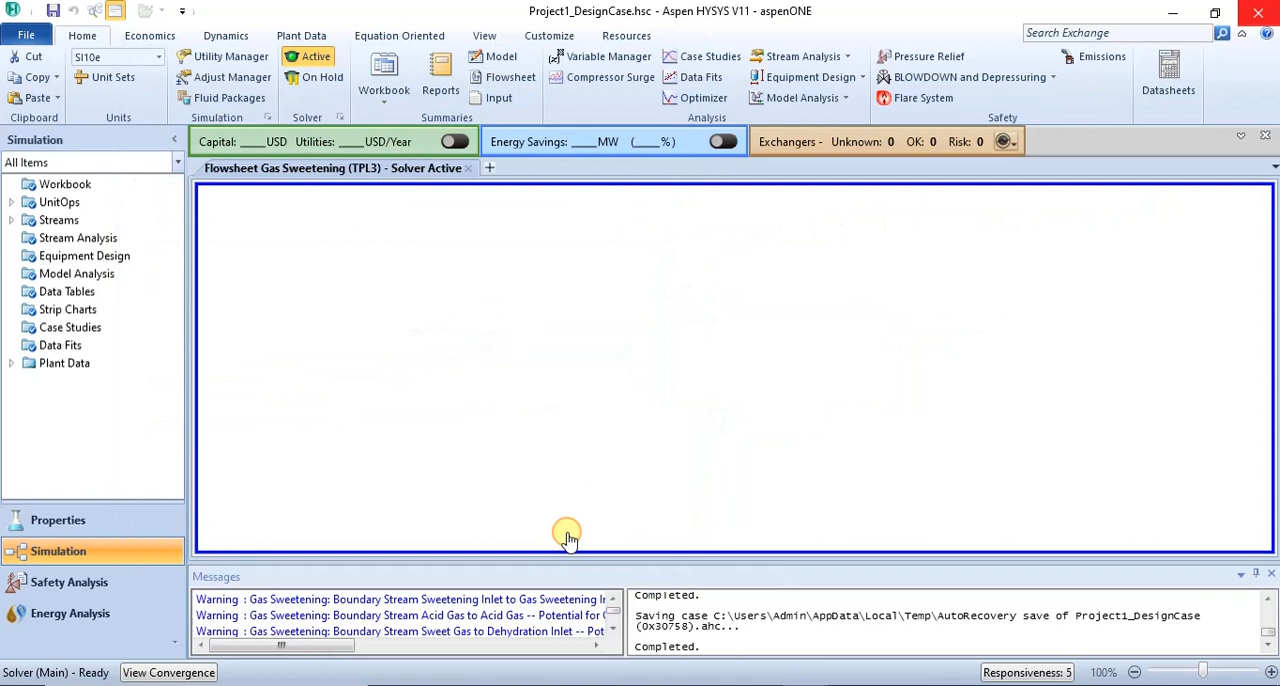 Project1_DesignCase.hsc - Aspen HYSYS V11 - aspenONE
File Home Economics Dynamics Plant Data Equation Oriented View Customize Resources Search Exchange
Cut SI10e Utility Manager Active Model Variable Manager Case Studies Stream Analysis Pressure Relief Emissions
Copy Unit Sets Adjust Manager On Hold Workbook Reports Flowsheet Compressor Surge Data Fits Equipment Design BLOWDOWN and Depressuring Datasheets
Paste Fluid Packages Input Optimizer Model Analysis Flare System
Clipboard Units Simulation Solver Summaries Analysis Safety
Simulation Capital: ____USD Utilities: ____USD/Year Energy Savings: ____MW (____%) Exchangers - Unknown: 0 OK: 0 Risk: 0
All Items Flowsheet Gas Sweetening (TPL3) - Solver Active
Workbook
UnitOps
Streams
Stream Analysis
Equipment Design
Model Analysis
Data Tables
Strip Charts
Case Studies
Data Fits
Plant Data
Properties
Simulation
Safety Analysis
Energy Analysis
Messages
Warning : Gas Sweetening: Boundary Stream Sweetening Inlet to Gas Sweetening
Warning : Gas Sweetening: Boundary Stream Acid Gas to Acid Gas -- Potential for
Warning : Gas Sweetening: Boundary Stream Sweet Gas to Dehydration Inlet -- Pot
Completed.
Saving case C:\Users\Admin\AppData\Local\Temp\AutoRecovery save of Project1_DesignCase
(0x30758).ahc...
Completed.
Solver (Main) - Ready View Convergence Responsiveness: 5 100%